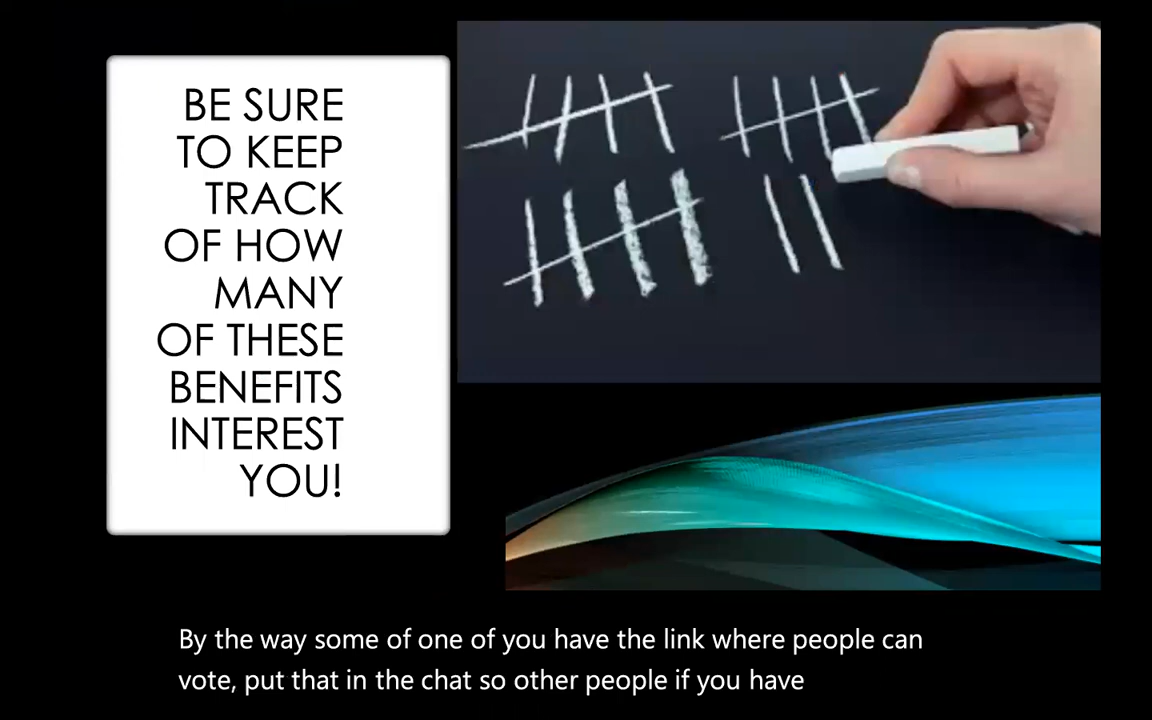 BE SURE
TO KEEP
TRACK
OF HOW
MANY
OF THESE
BENEFITS
INTEREST
YOU!
By the way some of one of you have the link where people can
vote, put that in the chat so other people if you have